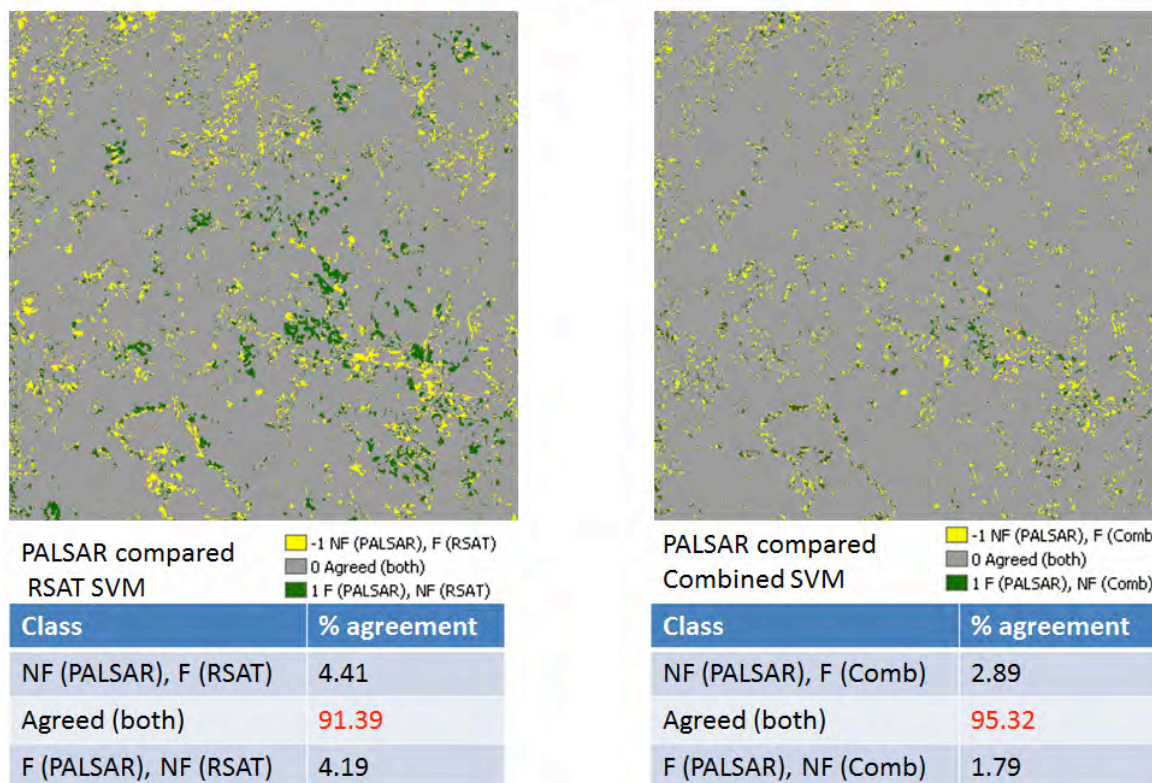 PALSAR compared
RSAT SVM
-1 NF (PALSAR), F (RSAT)
0 Agreed (both)
1 F (PALSAR), NF (RSAT)
Class % agreement
NF (PALSAR), F (RSAT) 4.41
Agreed (both) 91.39
F (PALSAR), NF (RSAT) 4.19
PALSAR compared
Combined SVM
-1 NF (PALSAR), F (Comb)
0 Agreed (both)
1 F (PALSAR), NF (Comb)
Class % agreement
NF (PALSAR), F (Comb) 2.89
Agreed (both) 95.32
F (PALSAR), NF (Comb) 1.79